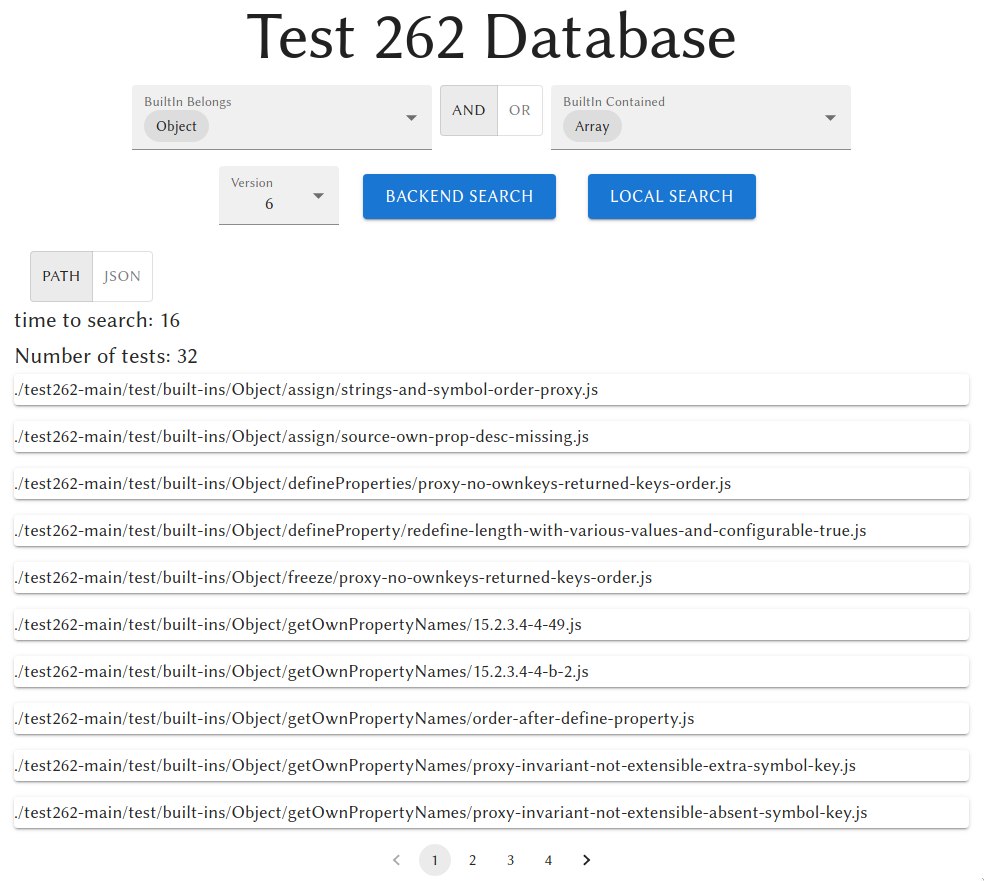 Test 262 Database
BuiltIn Belongs
Object
AND
OR
BuiltIn Contained
Array
Version
6
BACKEND SEARCH
LOCAL SEARCH
PATH
JSON
time to search: 16
Number of tests: 32
./test262-main/test/built-ins/Object/assign/strings-and-symbol-order-proxy.js
./test262-main/test/built-ins/Object/assign/source-own-prop-desc-missing.js
./test262-main/test/built-ins/Object/defineProperties/proxy-no-ownkeys-returned-keys-order.js
./test262-main/test/built-ins/Object/defineProperty/redefine-length-with-various-values-and-configurable-true.js
./test262-main/test/built-ins/Object/freeze/proxy-no-ownkeys-returned-keys-order.js
./test262-main/test/built-ins/Object/getOwnPropertyNames/15.2.3.4-4-49.js
./test262-main/test/built-ins/Object/getOwnPropertyNames/15.2.3.4-4-b-2.js
./test262-main/test/built-ins/Object/getOwnPropertyNames/order-after-define-property.js
./test262-main/test/built-ins/Object/getOwnPropertyNames/proxy-invariant-not-extensible-extra-symbol-key.js
./test262-main/test/built-ins/Object/getOwnPropertyNames/proxy-invariant-not-extensible-absent-symbol-key.js
1 2 3 4